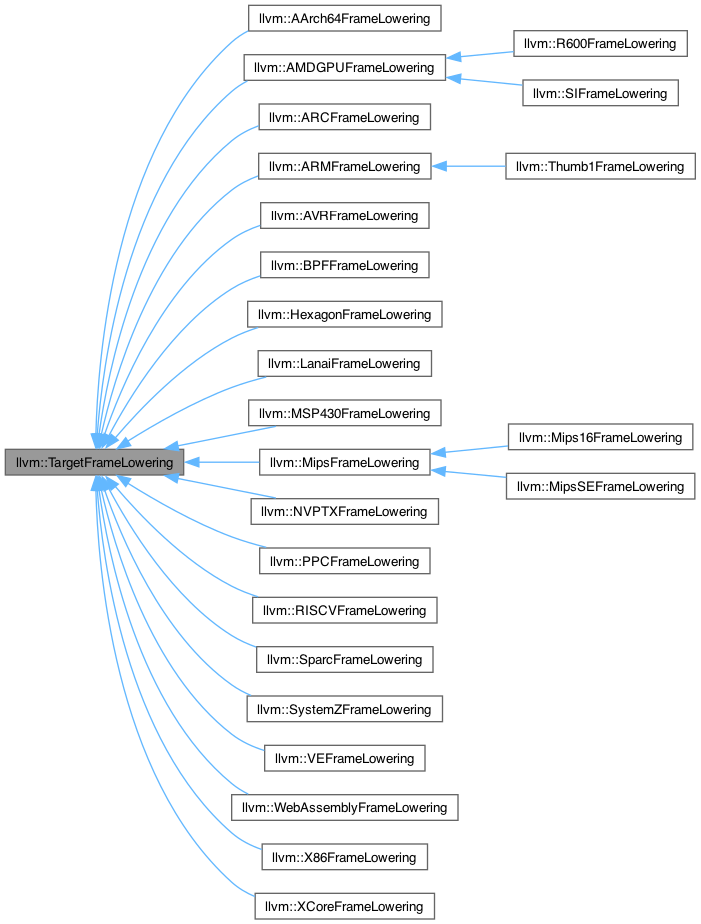 llvm::AArch64FrameLowering
llvm::R600FrameLowering
llvm::AMDGPUFrameLowering
llvm::SIFrameLowering
llvm::ARCFrameLowering
llvm::ARMFrameLowering
llvm::Thumb1FrameLowering
llvm::AVRFrameLowering
llvm::BPFFrameLowering
llvm::HexagonFrameLowering
llvm::LanaiFrameLowering
llvm::MSP430FrameLowering
llvm::Mips16FrameLowering
llvm::TargetFrameLowering
llvm::MipsFrameLowering
llvm::MipsSEFrameLowering
llvm::NVPTXFrameLowering
llvm::PPCFrameLowering
llvm::RISCVFrameLowering
llvm::SparcFrameLowering
llvm::SystemZFrameLowering
llvm::VEFrameLowering
llvm::WebAssemblyFrameLowering
llvm::X86FrameLowering
llvm::XCoreFrameLowering